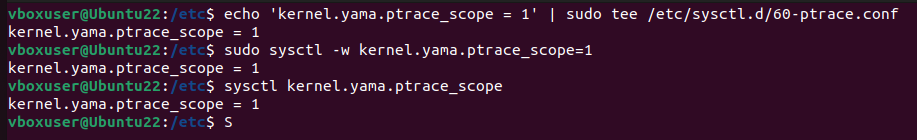 vboxuser@Ubuntu22:/etc$ echo 'kernel.yama.ptrace_scope = 1' | sudo tee /etc/sysctl.d/60-ptrace.conf
kernel.yama.ptrace_scope = 1
vboxuser@Ubuntu22:/etc$ sudo sysctl -w kernel.yama.ptrace_scope=1
kernel.yama.ptrace_scope = 1
vboxuser@Ubuntu22:/etc$ sysctl kernel.yama.ptrace_scope
kernel.yama.ptrace_scope = 1
vboxuser@Ubuntu22:/etc$ S